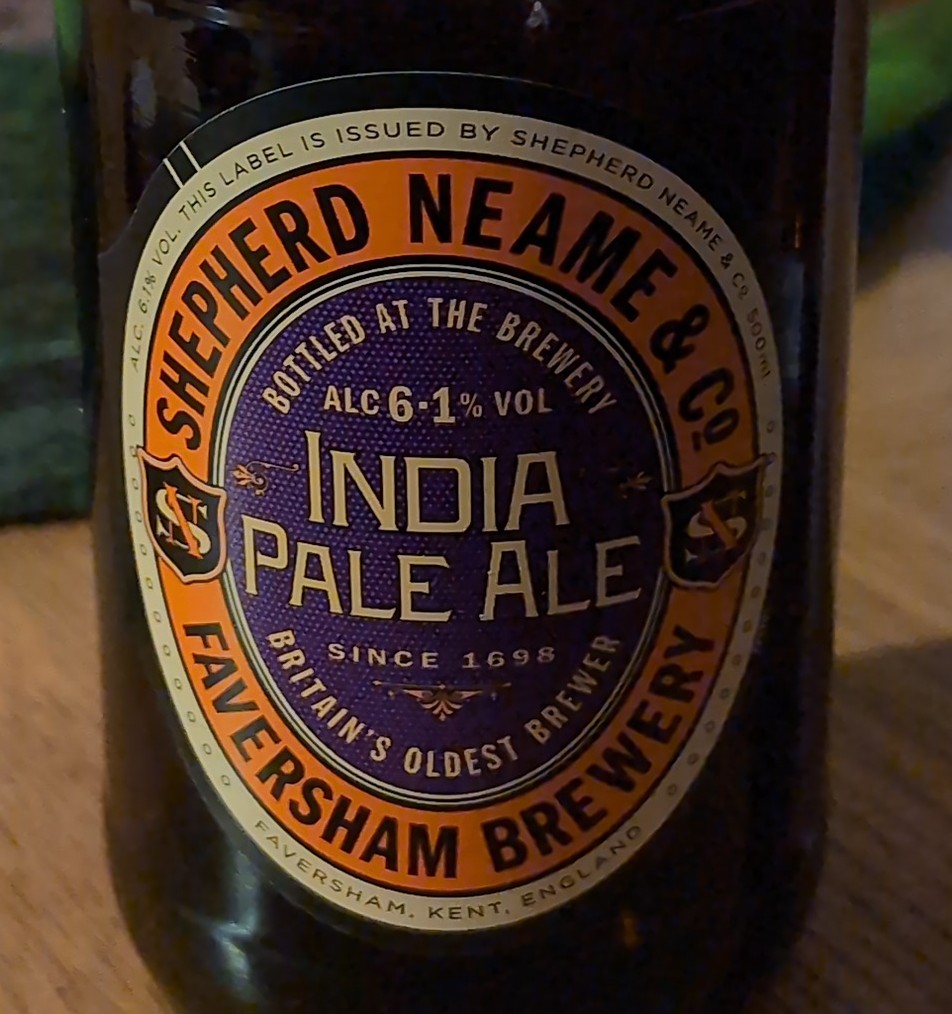 ALC. 6.1% VOL. THIS LABEL IS ISSUED BY SHEPHERD NEAME & CO. 500ml
SHEPHERD NEAME & CO
BOTTLED AT THE BREWERY
ALC 6·1% VOL
INDIA
PALE ALE
SINCE 1698
BRITAIN'S OLDEST BREWER
FAVERSHAM BREWERY
FAVERSHAM, KENT, ENGLAND